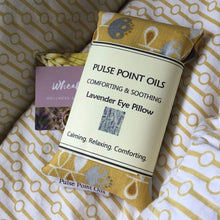 PULSE POINT OILS
COMFORTING & SOOTHING
Lavender Eye Pillow
Calming. Relaxing. Comforting.
Pulse Point Oils